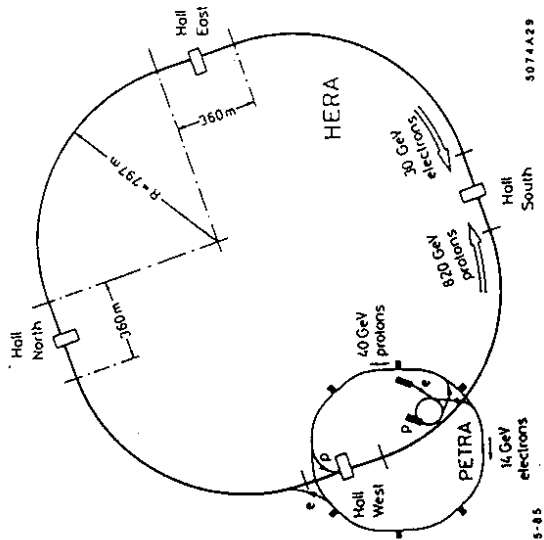 Hall
North
360m
R=797m
Hall
East
360m
HERA
30 GeV
electrons
820 GeV
protons
Hall
South
40 GeV
protons
p
e
p
e
Hall
West
PETRA
14 GeV
electrons
5-85
5074A29